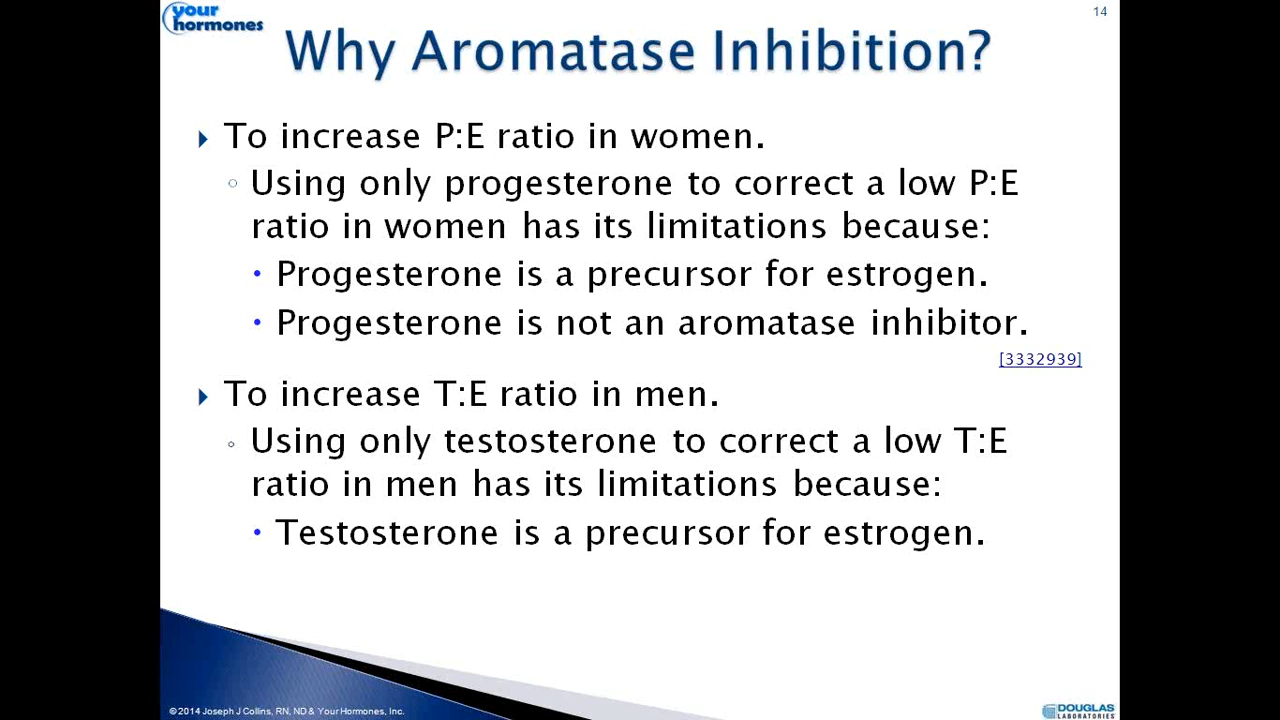 your
hormones
14
Why Aromatase Inhibition?
To increase P:E ratio in women.
Using only progesterone to correct a low P:E
ratio in women has its limitations because:
Progesterone is a precursor for estrogen.
Progesterone is not an aromatase inhibitor.
[3332939]
To increase T:E ratio in men.
Using only testosterone to correct a low T:E
ratio in men has its limitations because:
Testosterone is a precursor for estrogen.
© 2014 Joseph J Collins, RN, ND & Your Hormones, Inc.
DOUGLAS
LABORATORIES